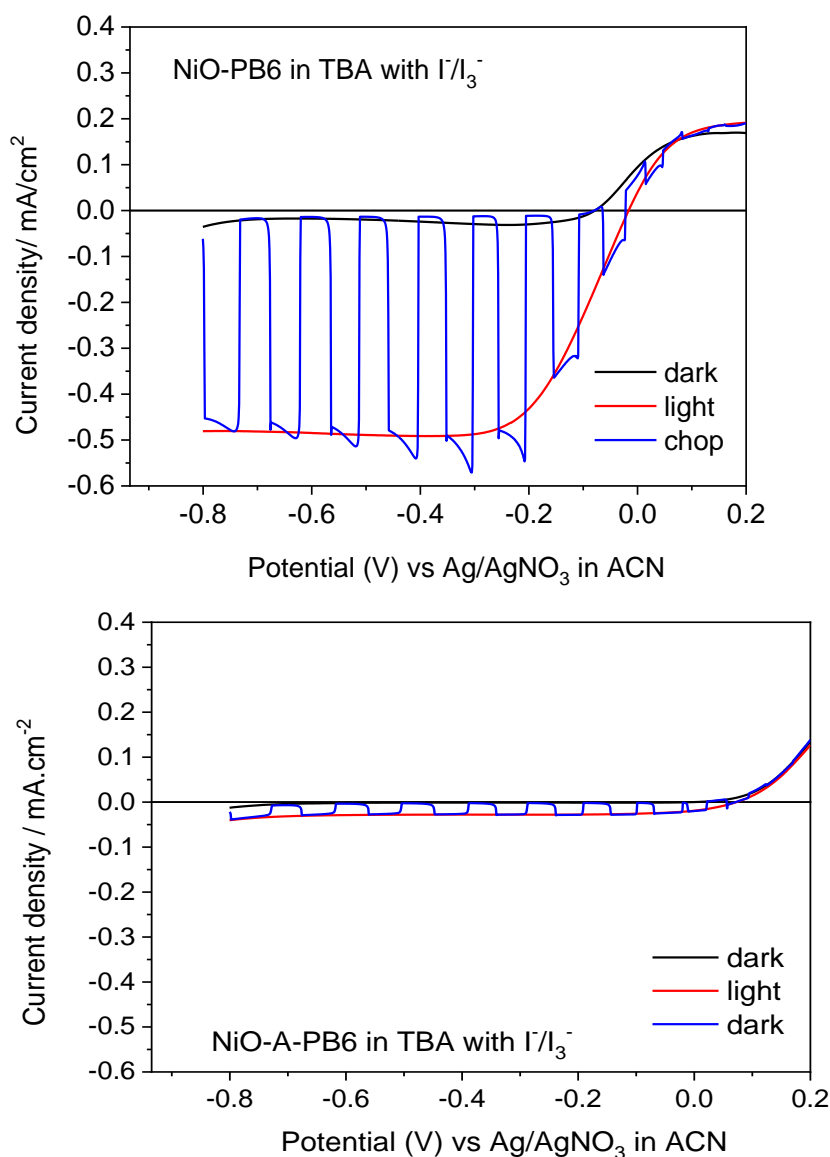 0.4
0.3
0.2
0.1
0.0
-0.1
-0.2
-0.3
-0.4
-0.5
-0.6
Current density/ mA/cm²
NiO-PB6 in TBA with I⁻/I₃⁻
dark
light
chop
-0.8 -0.6 -0.4 -0.2 0.0 0.2
Potential (V) vs Ag/AgNO₃ in ACN
0.4
0.3
0.2
0.1
0.0
-0.1
-0.2
-0.3
-0.4
-0.5
-0.6
Current density / mA.cm⁻²
dark
light
dark
NiO-A-PB6 in TBA with I⁻/I₃⁻
-0.8 -0.6 -0.4 -0.2 0.0 0.2
Potential (V) vs Ag/AgNO₃ in ACN